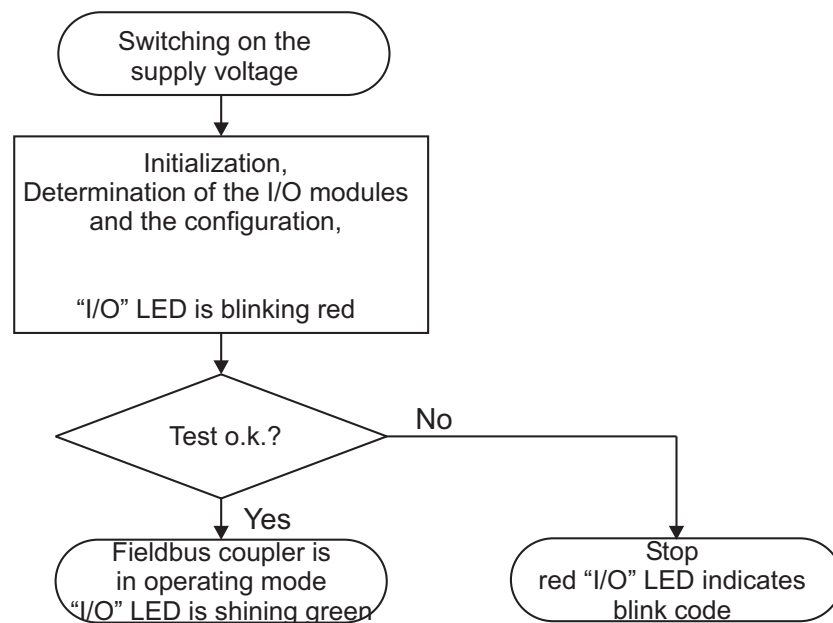 Switching on the
supply voltage
Initialization,
Determination of the I/O modules
and the configuration,
“I/O” LED is blinking red
Test o.k.?
No
Yes
Fieldbus coupler is
in operating mode
“I/O” LED is shining green
Stop
red “I/O” LED indicates
blink code